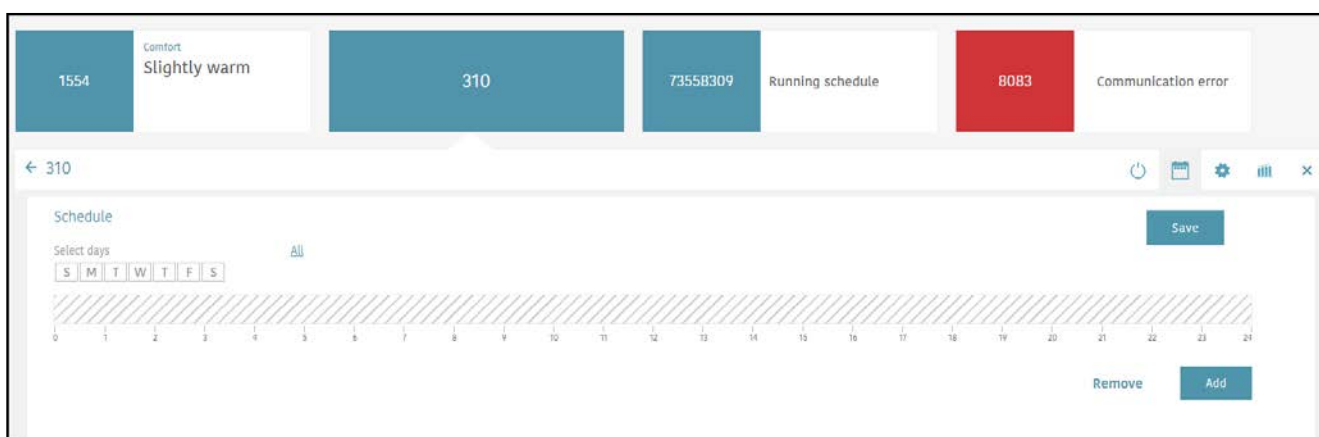 1554
Comfort
Slightly warm
310
73558309
Running schedule
8083
Communication error
← 310
×
Schedule
Save
Select days
All
S M T W T F S
0 1 2 3 4 5 6 7 8 9 10 11 12 13 14 15 16 17 18 19 20 21 22 23 24
Remove
Add